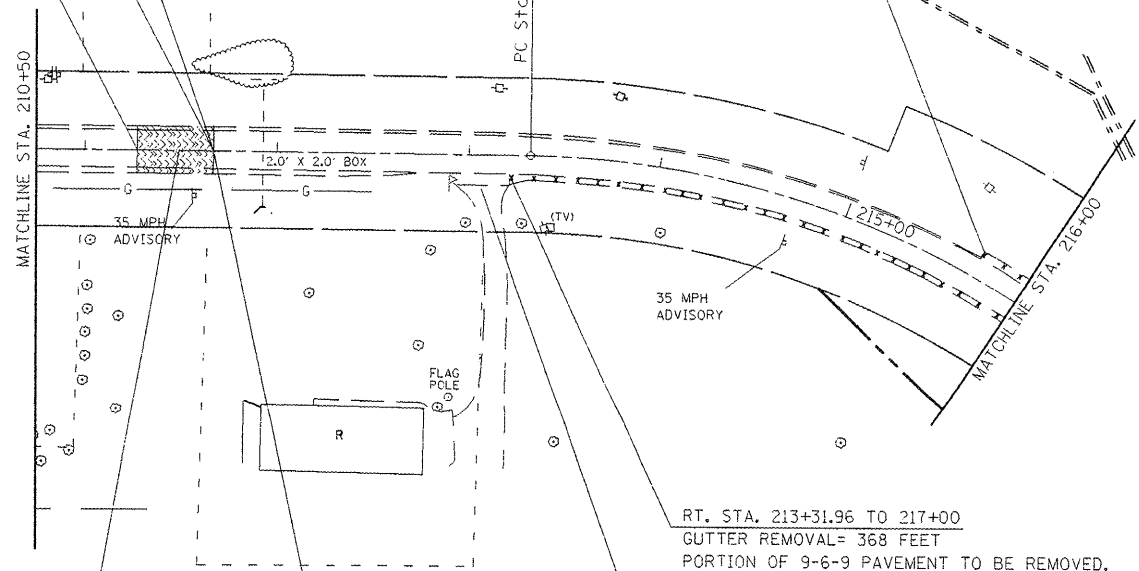 MATCHLINE STA. 210+50
PC Sta
2.0' X 2.0' BOX
G
G
35 MPH
ADVISORY
(TV)
215+00
35 MPH
ADVISORY
MATCHLINE STA. 216+00
FLAG
POLE
R
RT. STA. 213+31.96 TO 217+00
GUTTER REMOVAL= 368 FEET
PORTION OF 9-6-9 PAVEMENT TO BE REMOVED.